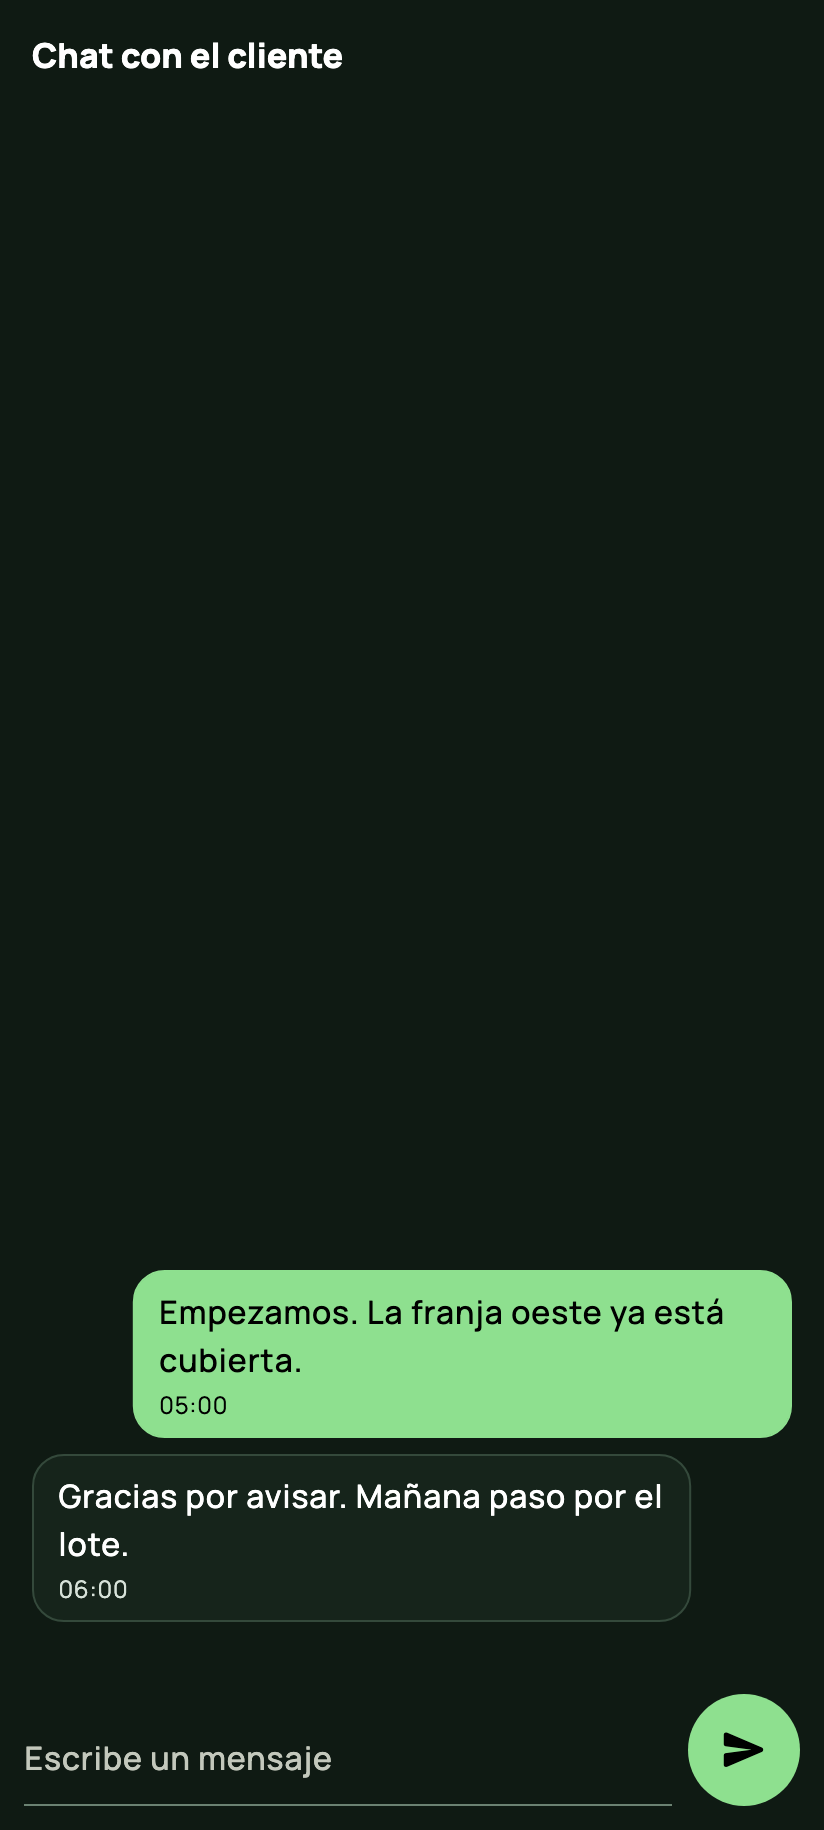 Chat con el cliente
Empezamos. La franja oeste ya está
cubierta.
05:00
Gracias por avisar. Mañana paso por el
lote.
06:00
Escribe un mensaje